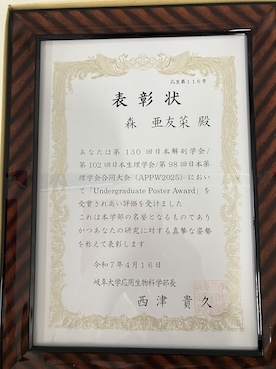 応生第116号
表彰状
森 亜友菜 殿
あなたは第130回日本解剖学会/
第102回日本生理学会/第98回日本薬
理学会合同大会(APPW2025)におい
て「Undergraduate Poster Award」を
受賞され高い評価を受けました
これは本学部の名誉となるものであり
かつあなたの研究に対する真摯な姿勢
を称えて表彰します
令和7年4月16日
岐阜大学応用生物科学部長
西津 貴久